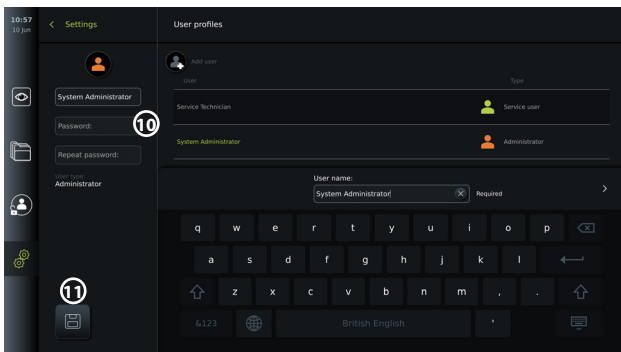 10:57
10 Jun
Settings
User profiles
Add user
User
Type
System Administrator
Service Technician
Service user
Password:
10
System Administrator
Administrator
Repeat password:
User type
Administrator
User name:
System Administrator
Required
q w e r t y u i o p
a s d f g h j k l
z x c v b n m , .
11
&123
British English
'